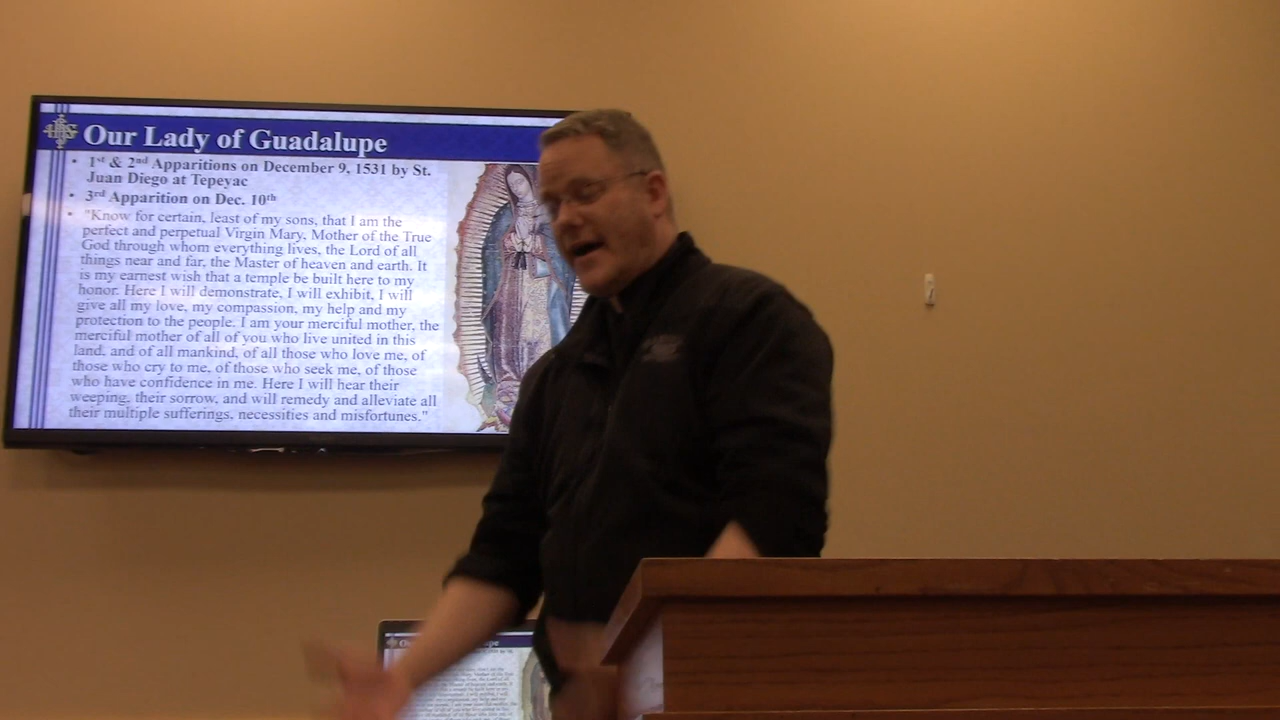 IHS
Our Lady of Guadalupe
• 1st & 2nd Apparitions on December 9, 1531 by St.
Juan Diego at Tepeyac
• 3rd Apparition on Dec. 10th
• "Know for certain, least of my sons, that I am the
perfect and perpetual Virgin Mary, Mother of the True
God through whom everything lives, the Lord of all
things near and far, the Master of heaven and earth. It
is my earnest wish that a temple be built here to my
honor. Here I will demonstrate, I will exhibit, I will
give all my love, my compassion, my help and my
protection to the people. I am your merciful mother, the
merciful mother of all of you who live united in this
land, and of all mankind, of all those who love me, of
those who cry to me, of those who seek me, of those
who have confidence in me. Here I will hear their
weeping, their sorrow, and will remedy and alleviate all
their multiple sufferings, necessities and misfortunes."